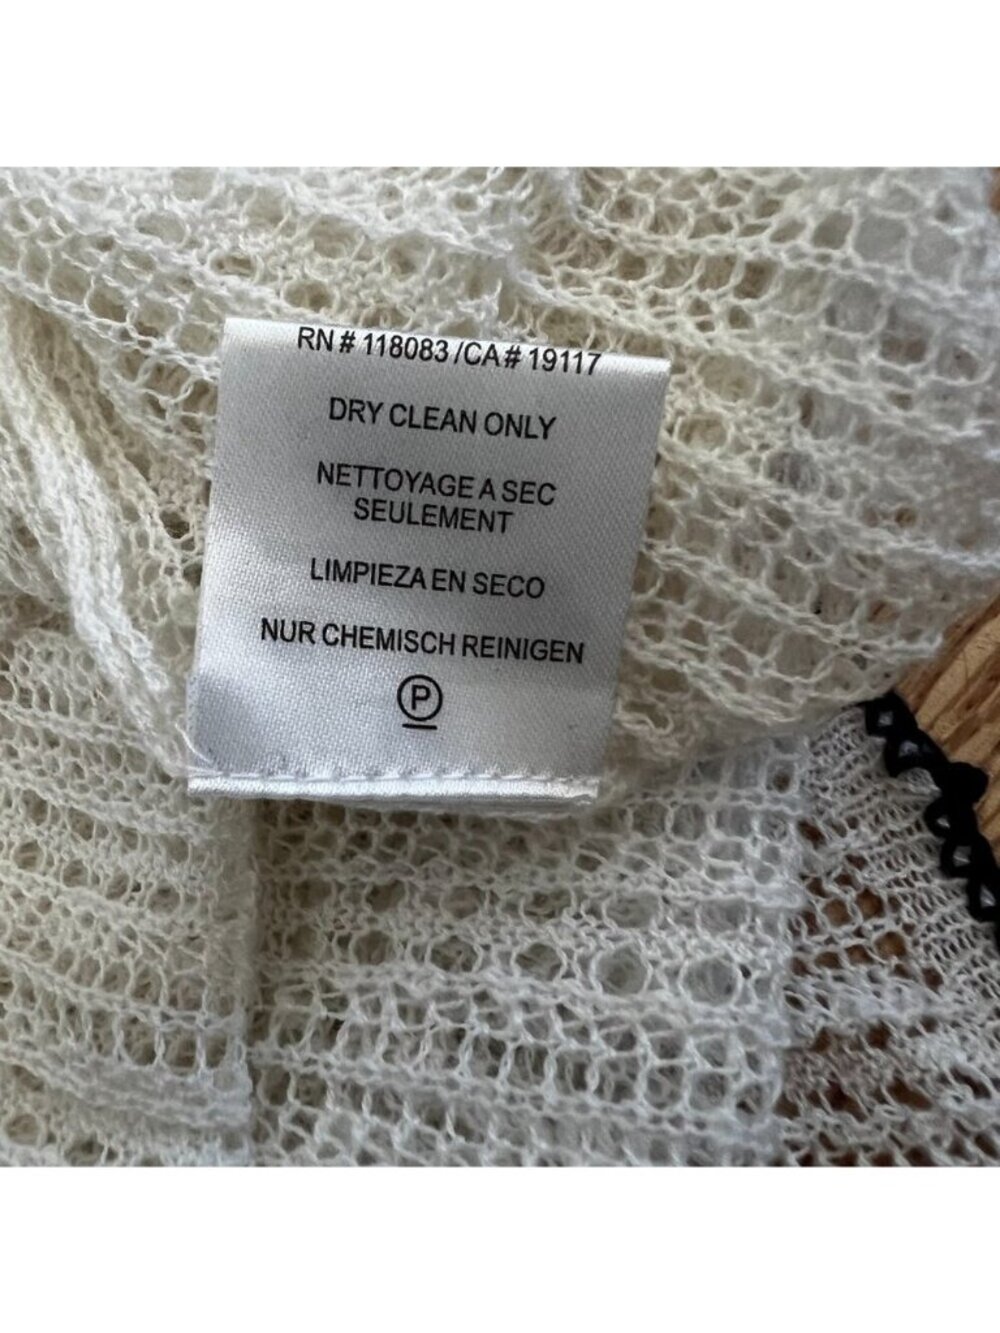 RN # 118083 /CA # 19117
DRY CLEAN ONLY
NETTOYAGE A SEC
SEULEMENT
LIMPIEZA EN SECO
NUR CHEMISCH REINIGEN
P